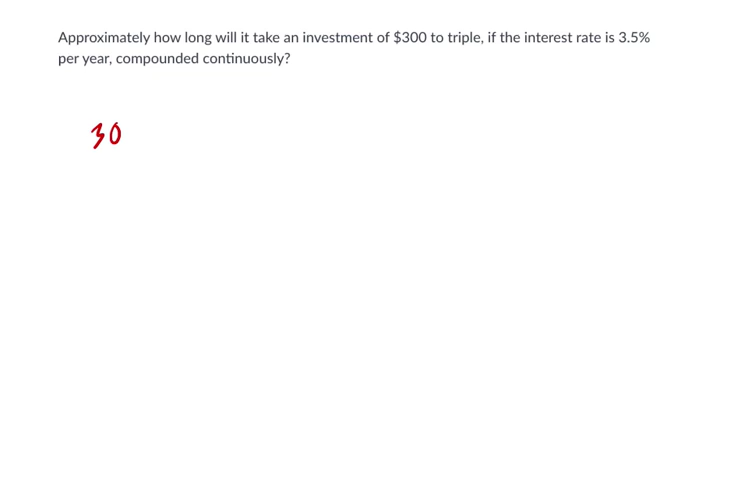 Approximately how long will it take an investment of $300 to triple, if the interest rate is 3.5%
per year, compounded continuously?
30